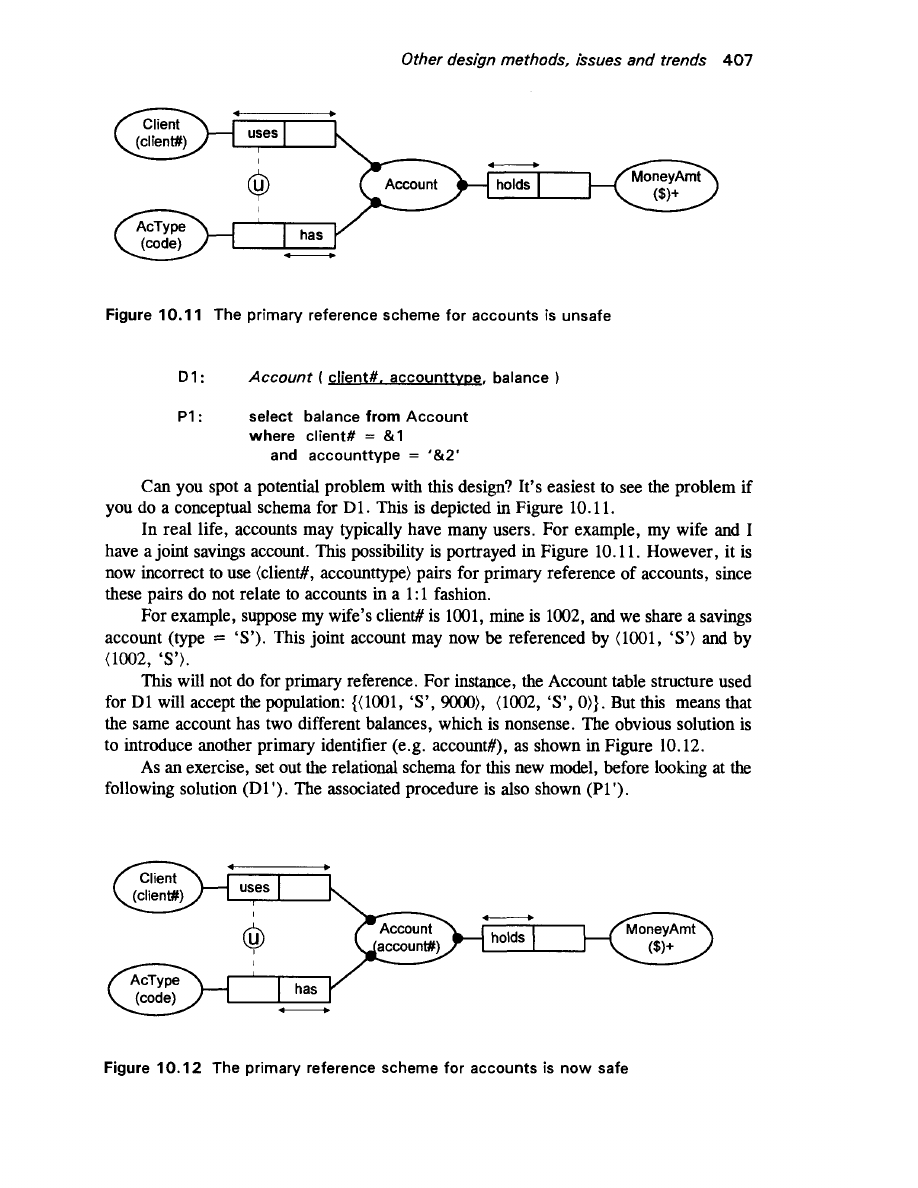 Other design methods, issues and trends 407
Client
(client#)
uses
U
Account
holds
MoneyAmt
($)+
AcType
(code)
has
Figure 10.11 The primary reference scheme for accounts is unsafe
D1: Account ( client#, accounttype, balance )
P1: select balance from Account
where client# = &1
and accounttype = '&2'
Can you spot a potential problem with this design? It's easiest to see the problem if
you do a conceptual schema for D1. This is depicted in Figure 10.11.
In real life, accounts may typically have many users. For example, my wife and I
have a joint savings account. This possibility is portrayed in Figure 10.11. However, it is
now incorrect to use ⟨client#, accounttype⟩ pairs for primary reference of accounts, since
these pairs do not relate to accounts in a 1:1 fashion.
For example, suppose my wife's client# is 1001, mine is 1002, and we share a savings
account (type = 'S'). This joint account may now be referenced by ⟨1001, 'S'⟩ and by
⟨1002, 'S'⟩.
This will not do for primary reference. For instance, the Account table structure used
for D1 will accept the population: {⟨1001, 'S', 9000⟩, ⟨1002, 'S', 0⟩}. But this means that
the same account has two different balances, which is nonsense. The obvious solution is
to introduce another primary identifier (e.g. account#), as shown in Figure 10.12.
As an exercise, set out the relational schema for this new model, before looking at the
following solution (D1'). The associated procedure is also shown (P1').
Client
(client#)
uses
U
Account
(account#)
holds
MoneyAmt
($)+
AcType
(code)
has
Figure 10.12 The primary reference scheme for accounts is now safe